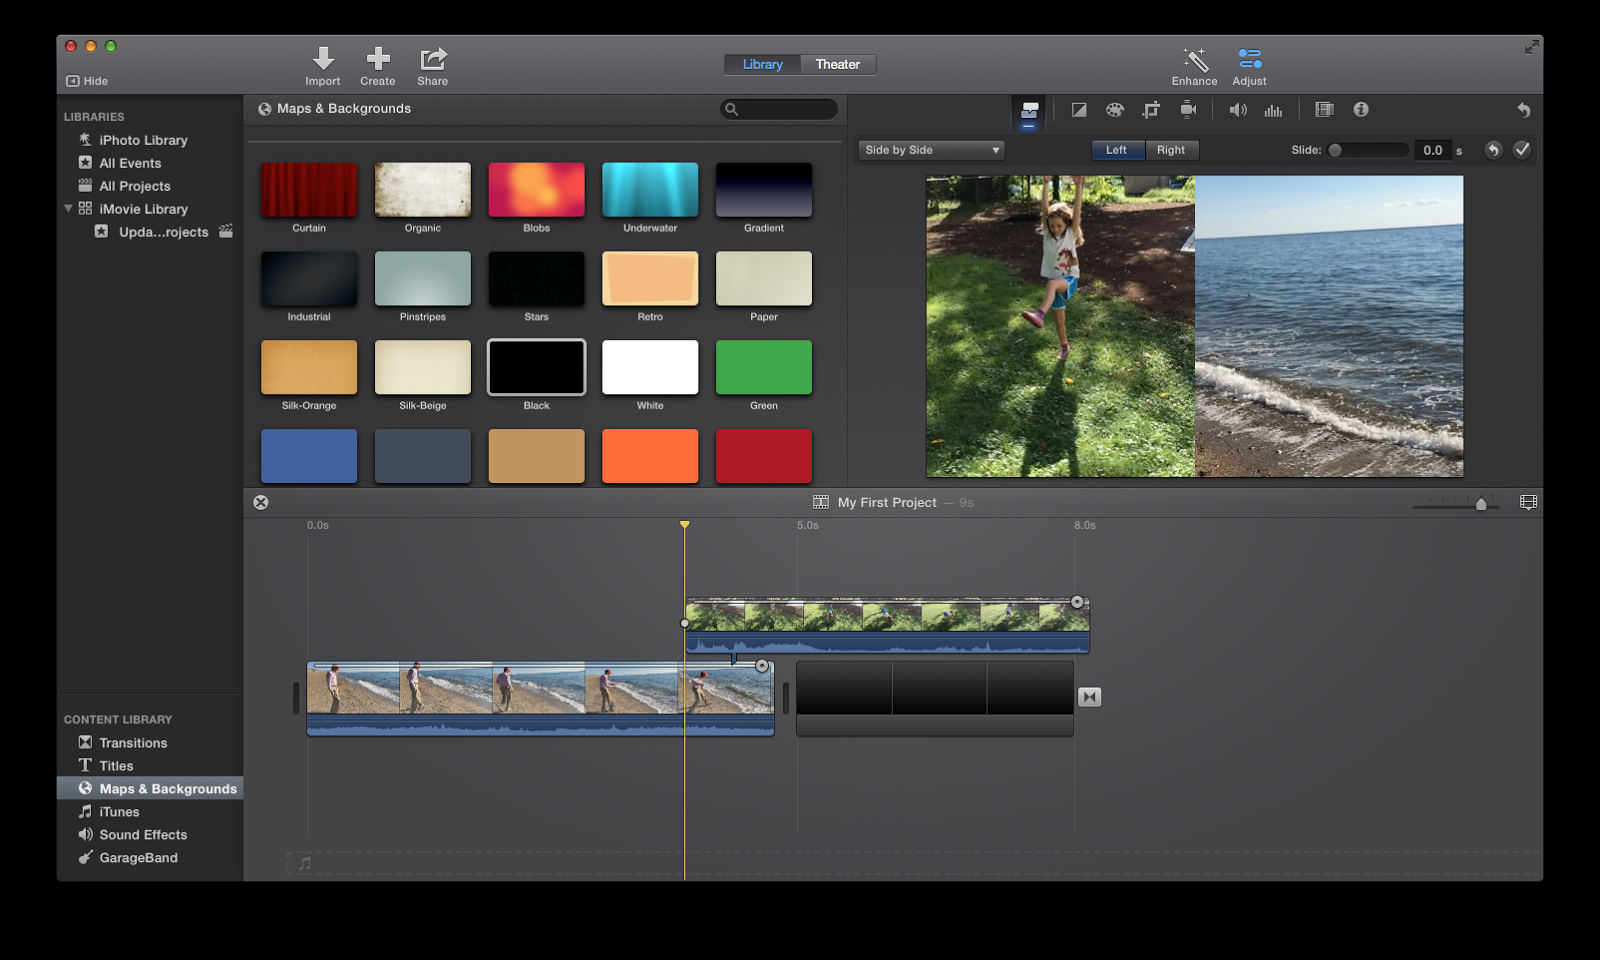 Hide
Import
Create
Share
Library
Theater
Enhance
Adjust
LIBRARIES
iPhoto Library
All Events
All Projects
iMovie Library
Upda...rojects
CONTENT LIBRARY
Transitions
Titles
Maps & Backgrounds
iTunes
Sound Effects
GarageBand
Maps & Backgrounds
Curtain
Organic
Blobs
Underwater
Gradient
Industrial
Pinstripes
Stars
Retro
Paper
Silk-Orange
Silk-Beige
Black
White
Green
Side by Side
Left
Right
Slide:
0.0 s
My First Project — 9s
0.0s
5.0s
8.0s